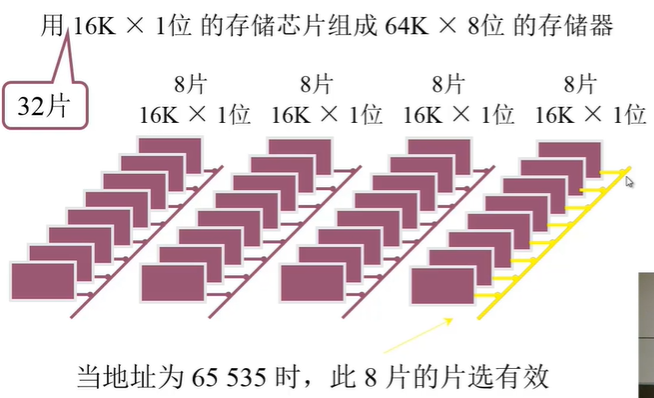 用 16K × 1位 的存储芯片组成 64K × 8位 的存储器
32片
8片 8片 8片 8片
16K × 1位 16K × 1位 16K × 1位 16K × 1位
当地址为 65 535 时，此 8 片的片选有效